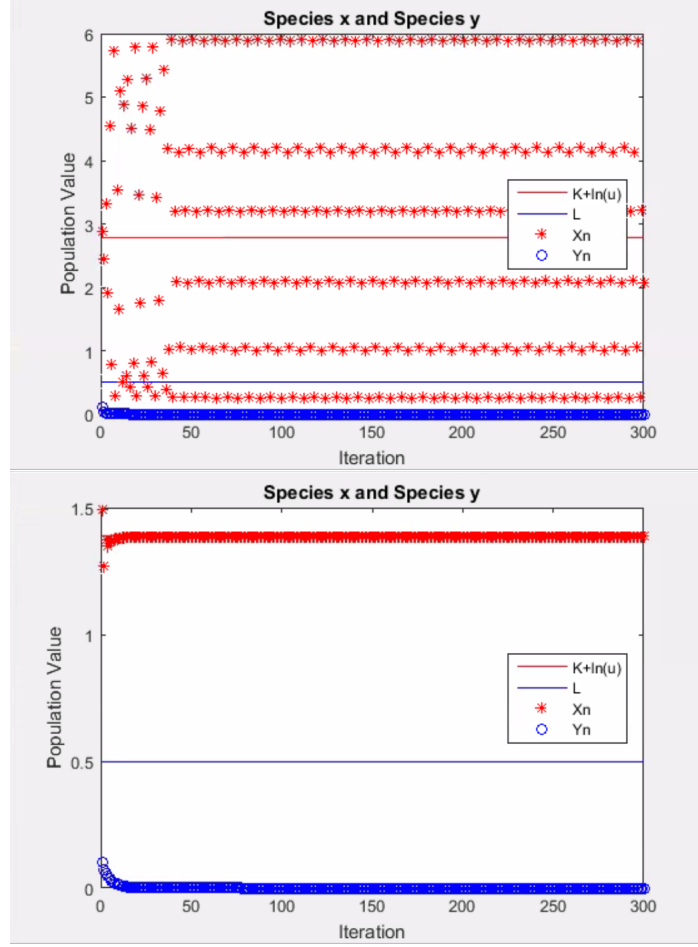 Species x and Species y
6
5
4
3
2
1
0
Population Value
K+ln(u)
L
Xn
Yn
0
50
100
150
200
250
300
Iteration
Species x and Species y
1.5
1
0.5
0
Population Value
K+ln(u)
L
Xn
Yn
0
50
100
150
200
250
300
Iteration